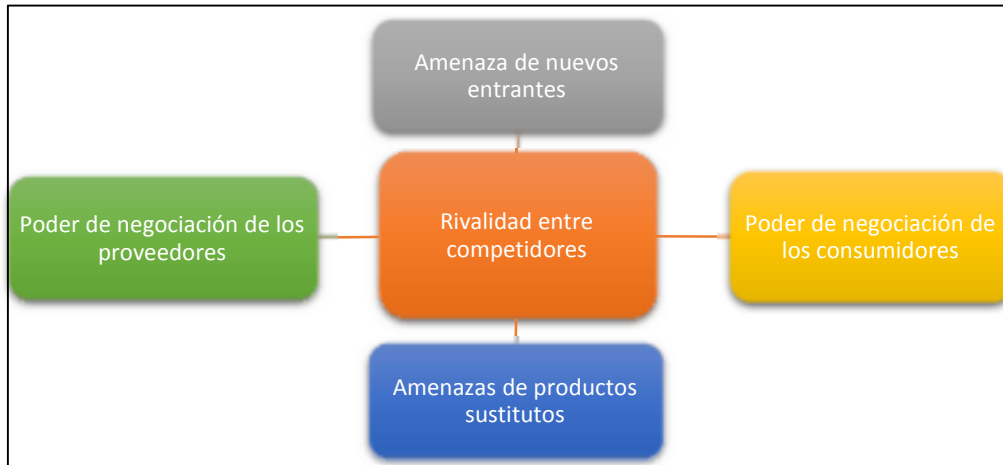 Amenaza de nuevos
entrantes
Poder de negociación de los
proveedores
Rivalidad entre
competidores
Poder de negociación de
los consumidores
Amenazas de productos
sustitutos